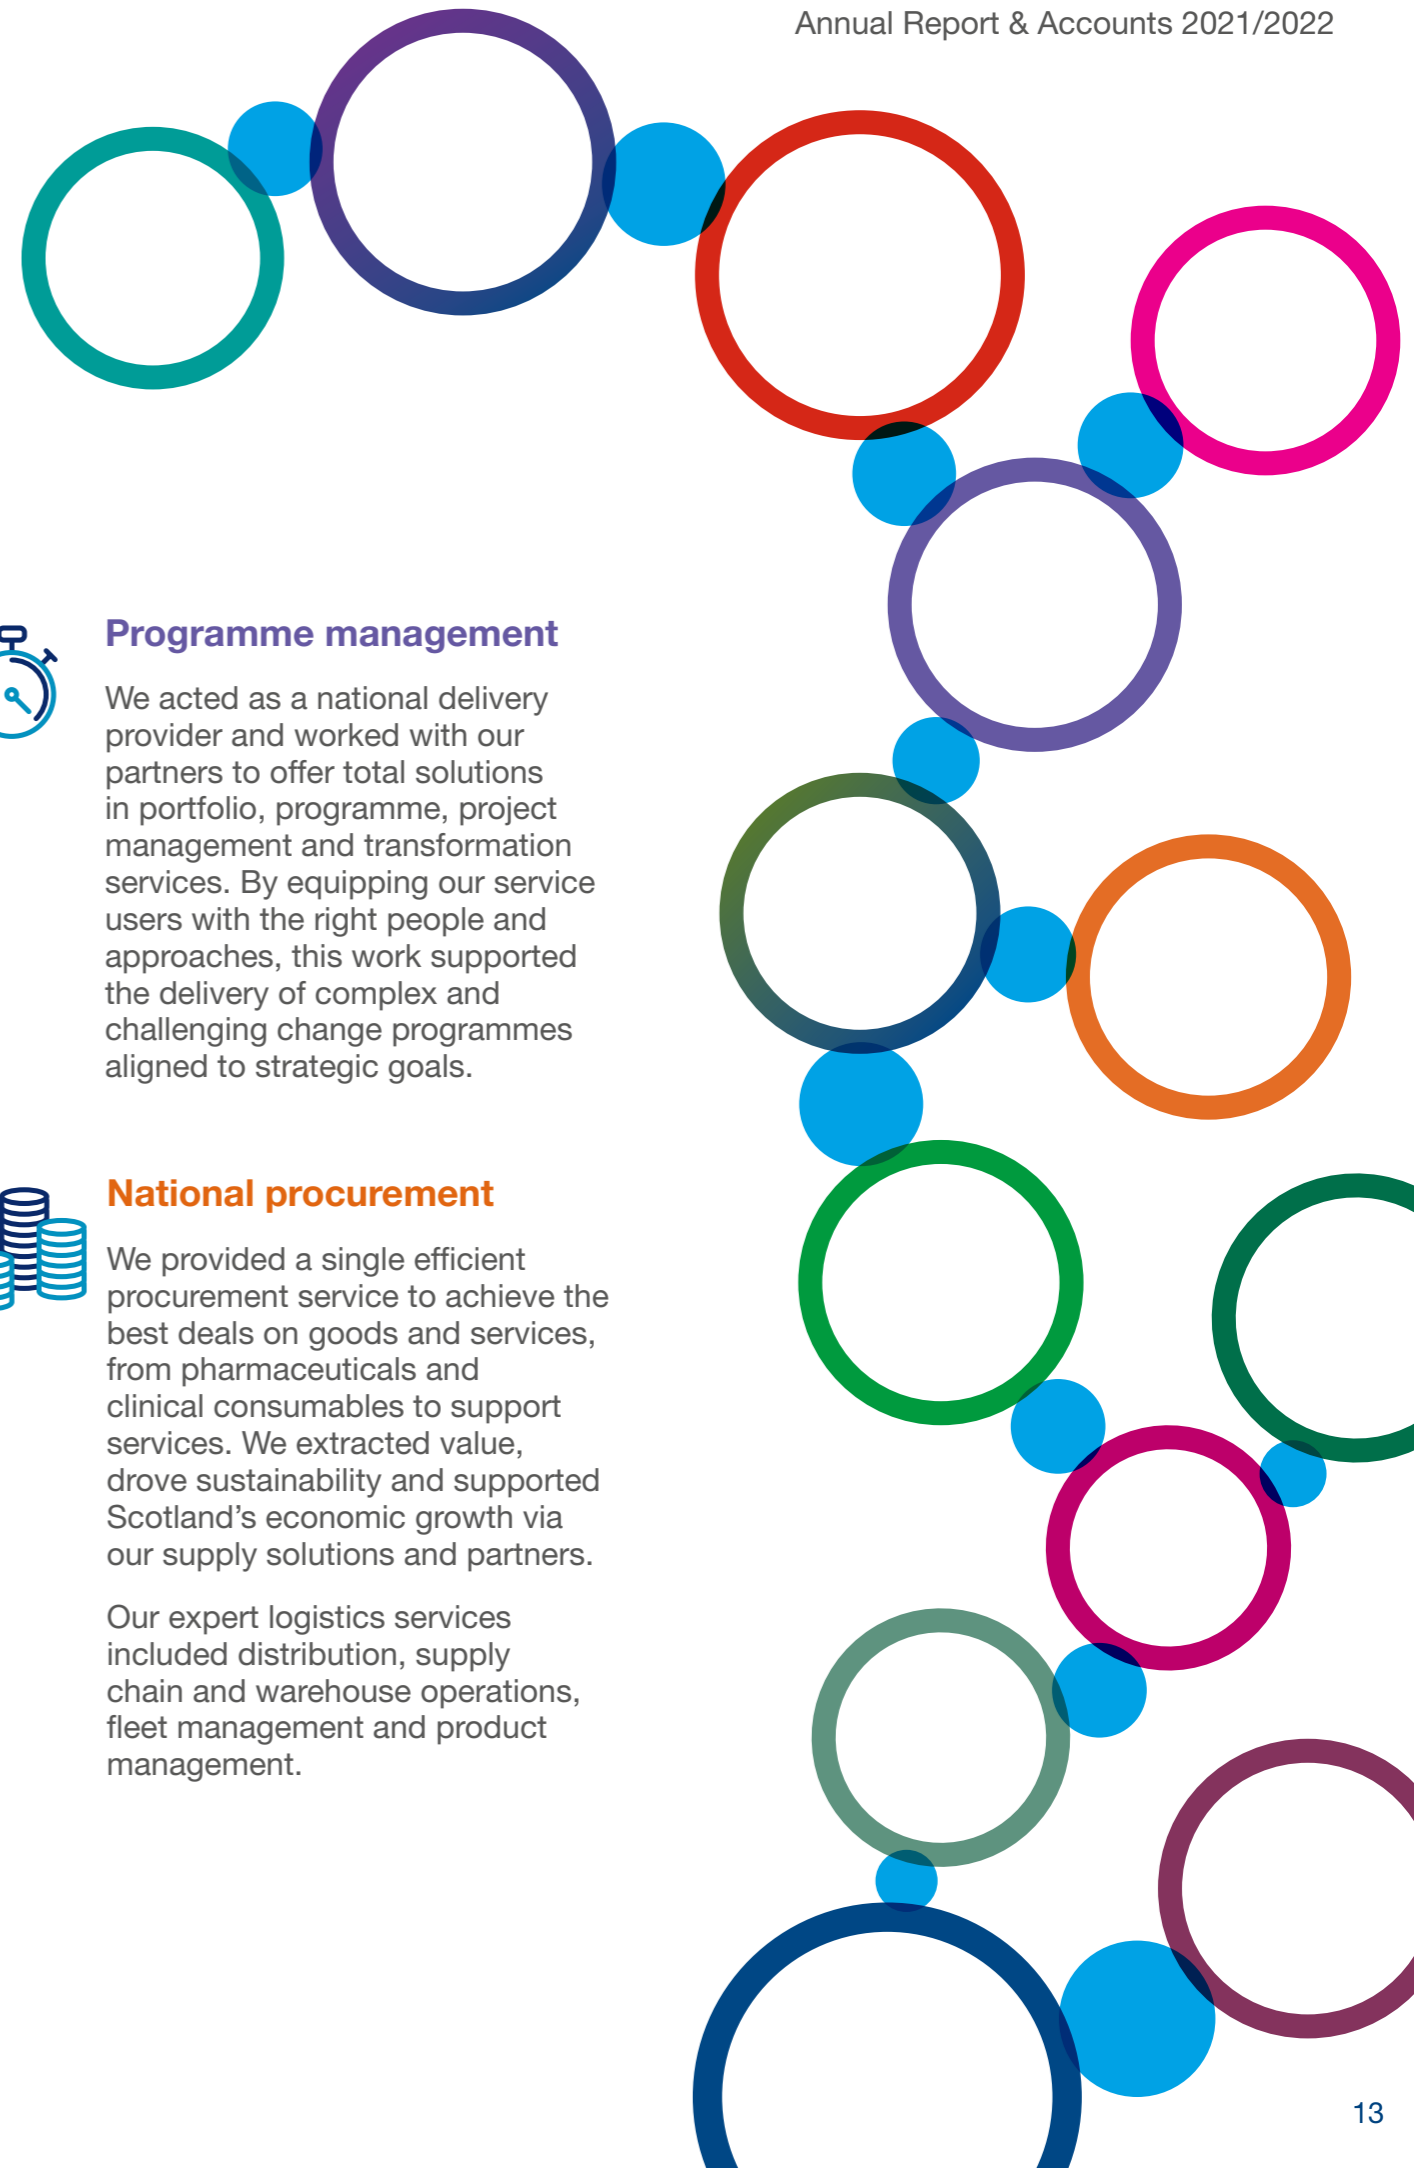 Annual Report & Accounts 2021/2022
Programme management
We acted as a national delivery
provider and worked with our
partners to offer total solutions
in portfolio, programme, project
management and transformation
services. By equipping our service
users with the right people and
approaches, this work supported
the delivery of complex and
challenging change programmes
aligned to strategic goals.
National procurement
We provided a single efficient
procurement service to achieve the
best deals on goods and services,
from pharmaceuticals and
clinical consumables to support
services. We extracted value,
drove sustainability and supported
Scotland’s economic growth via
our supply solutions and partners.
Our expert logistics services
included distribution, supply
chain and warehouse operations,
fleet management and product
management.
13